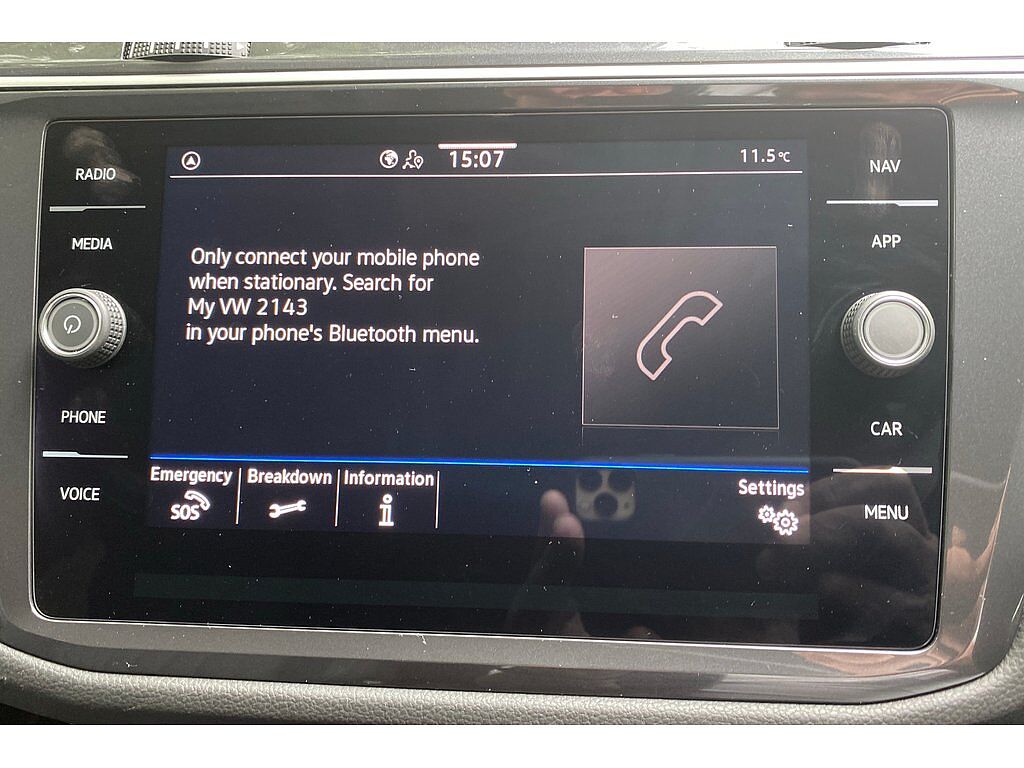 RADIO
MEDIA
PHONE
VOICE
15:07
11.5°C
Only connect your mobile phone
when stationary. Search for
My VW 2143
in your phone's Bluetooth menu.
Emergency
SOS
Breakdown
Information
i
Settings
NAV
APP
CAR
MENU